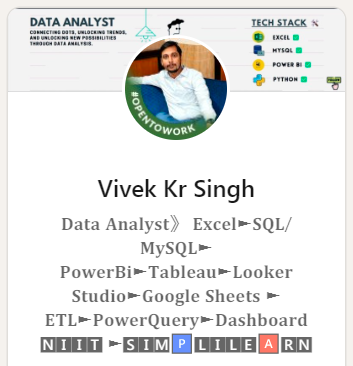 DATA ANALYST
CONNECTING DOTS, UNLOCKING TRENDS,
AND UNLOCKING NEW POSSIBILITIES
THROUGH DATA ANALYSIS.
TECH STACK
EXCEL
MYSQL
POWER BI
PYTHON
#OPENTOWORK
Vivek Kr Singh
Data Analyst》 Excel►SQL/
MySQL►
PowerBi►Tableau►Looker
Studio►Google Sheets ►
ETL►PowerQuery►Dashboard
🅽🅸🅸🆃 ►🆂🅸🅼🅿🅻🅸🅻🅴🅰🆁🅽